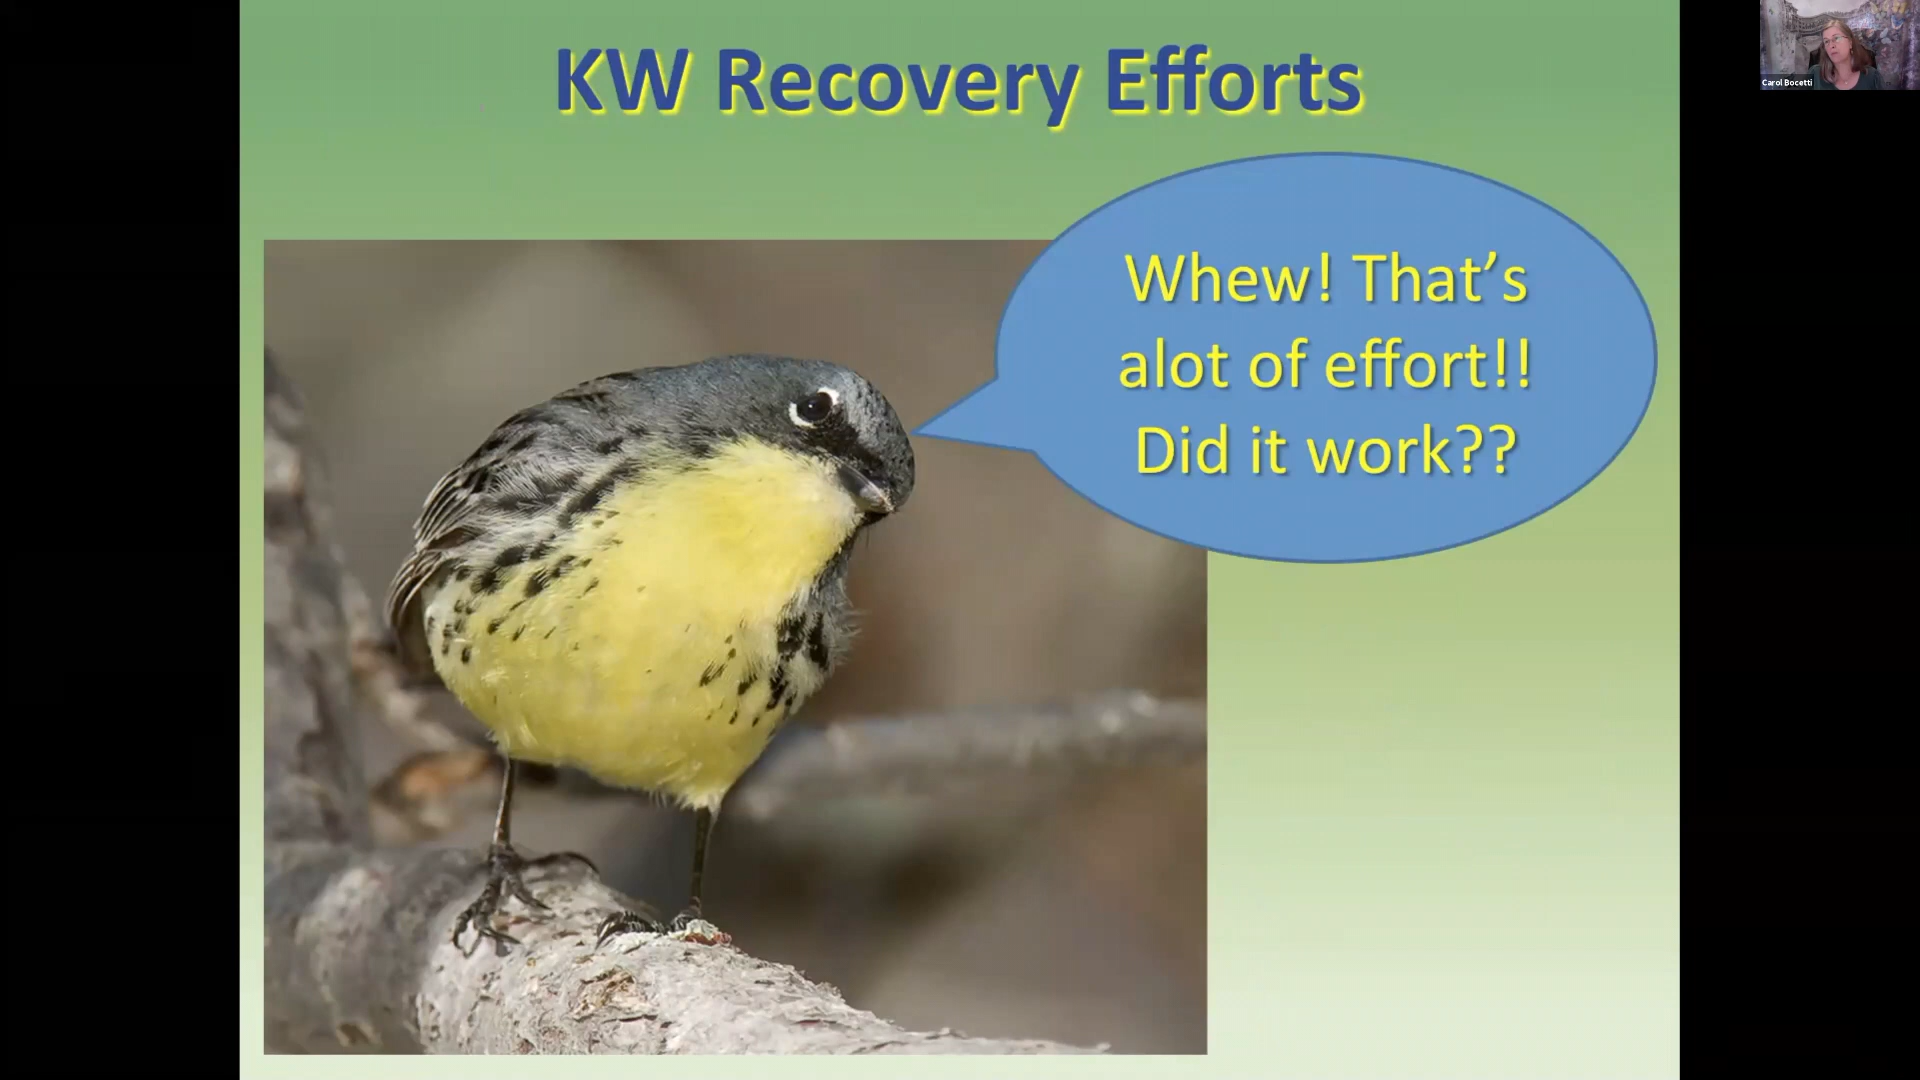 KW Recovery Efforts
Carol Bocetti
Whew! That’s
alot of effort!!
Did it work??